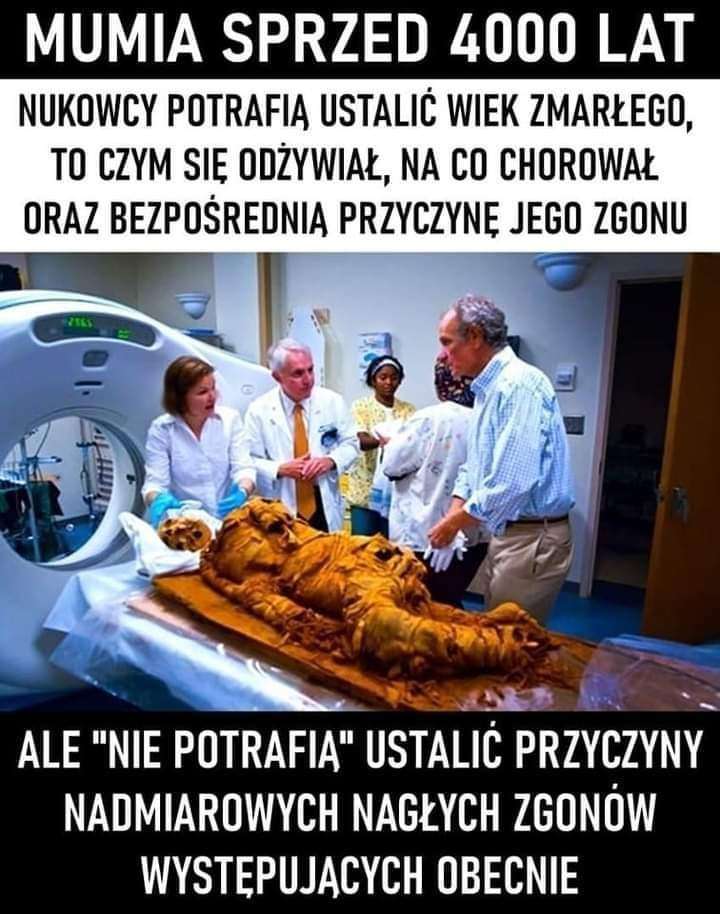 MUMIA SPRZED 4000 LAT
NUKOWCY POTRAFIĄ USTALIĆ WIEK ZMARŁEGO,
TO CZYM SIĘ ODŻYWIAŁ, NA CO CHOROWAŁ
ORAZ BEZPOŚREDNIĄ PRZYCZYNĘ JEGO ZGONU
ALE "NIE POTRAFIĄ" USTALIĆ PRZYCZYNY
NADMIAROWYCH NAGŁYCH ZGONÓW
WYSTĘPUJĄCYCH OBECNIE